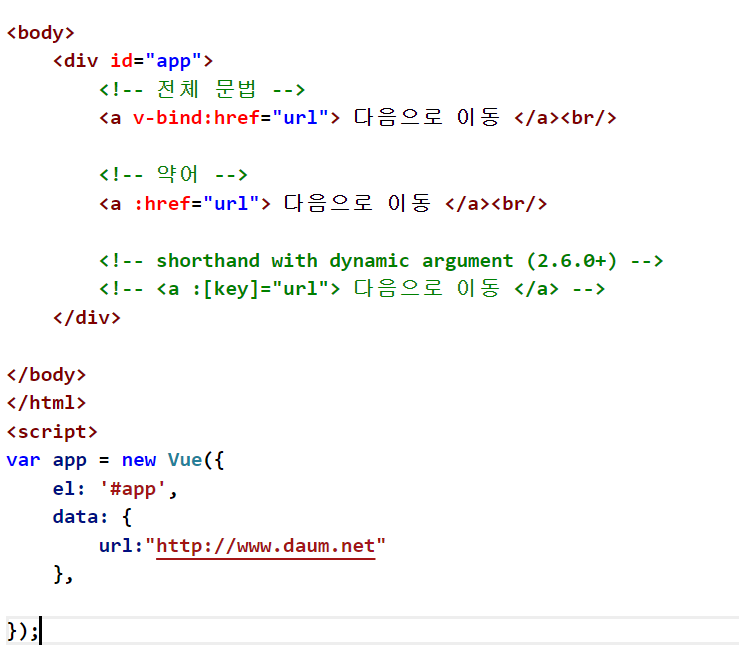 <body>
    <div id="app">
        <!-- 전체 문법 -->
        <a v-bind:href="url"> 다음으로 이동 </a><br/>
        <!-- 약어 -->
        <a :href="url"> 다음으로 이동 </a><br/>
        <!-- shorthand with dynamic argument (2.6.0+) -->
        <!-- <a :[key]="url"> 다음으로 이동 </a> -->
    </div>
</body>
</html>
<script>
var app = new Vue({
    el: '#app',
    data: {
        url:"http://www.daum.net"
    },
});